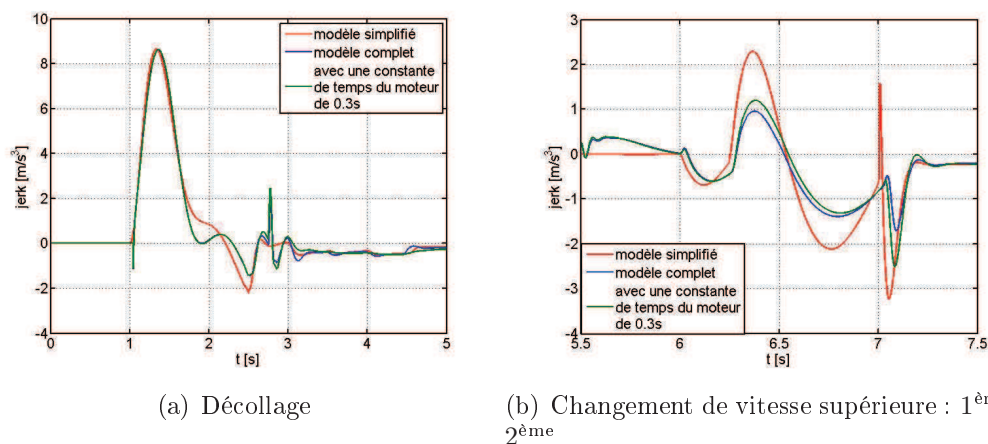 10
8
6
4
2
0
-2
-4
jerk [m/s³]
0
1
2
3
4
5
t [s]
modèle simplifié
modèle complet
avec une constante
de temps du moteur
de 0.3s
3
2
1
0
-1
-2
-3
-4
jerk [m/s³]
5.5
6
6.5
7
7.5
t [s]
modèle simplifié
modèle complet
avec une constante
de temps du moteur
de 0.3s
(a) Décollage
(b) Changement de vitesse supérieure : 1èr
2ème